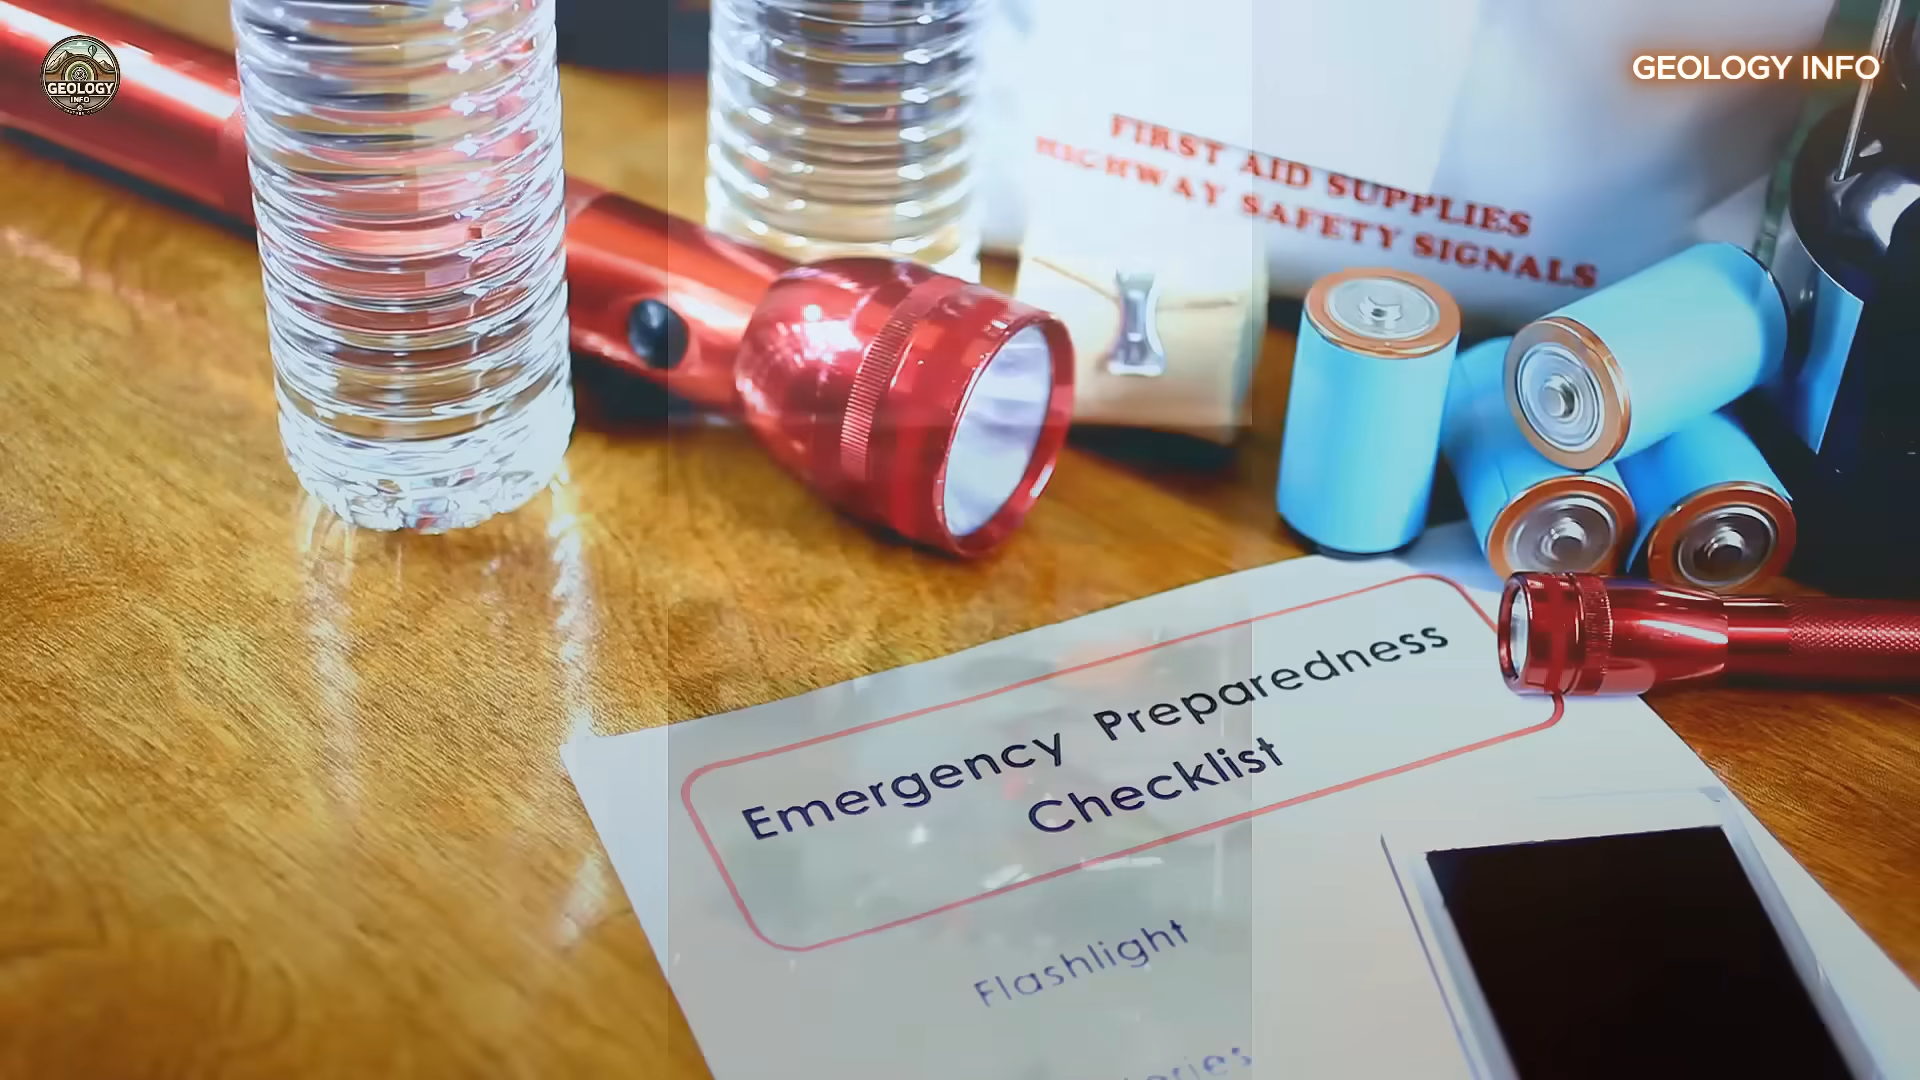 GEOLOGY
INFO
GEOLOGY INFO
FIRST AID SUPPLIES
HIGHWAY SAFETY SIGNALS
Emergency Preparedness
Checklist
Flashlight